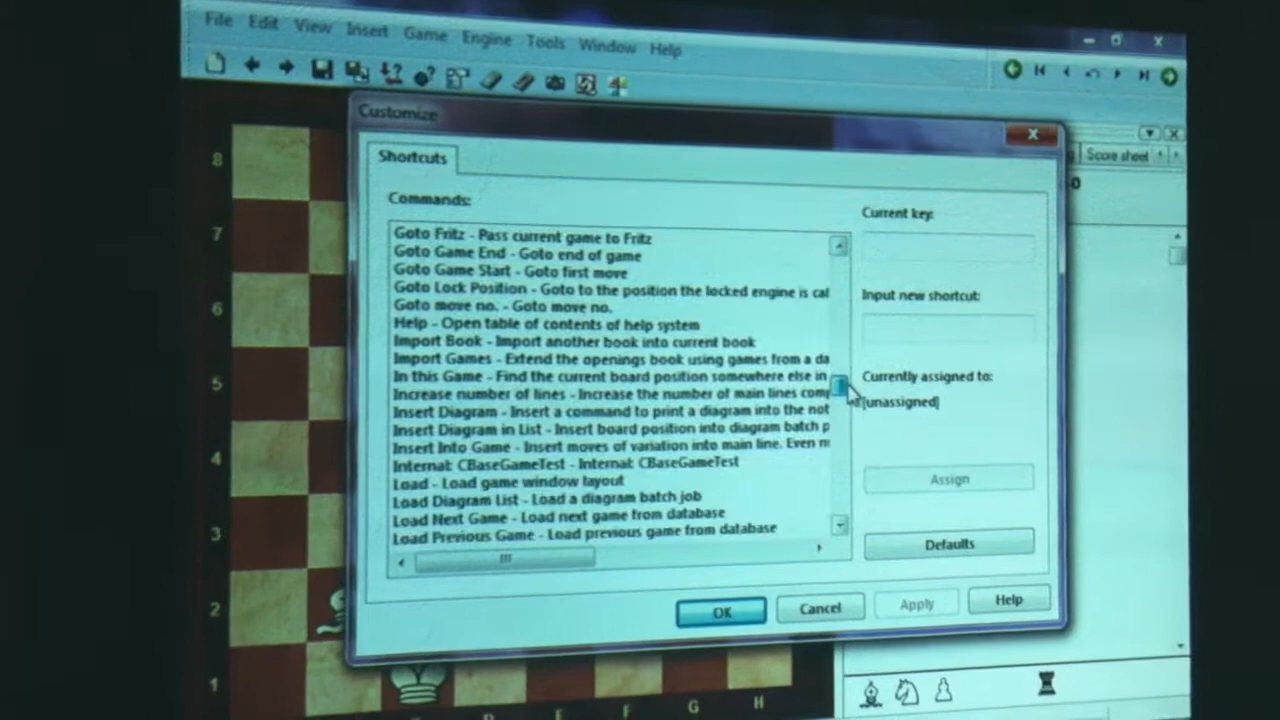 File Edit View Insert Game Engine Tools Window Help
Customize
Score sheet
Shortcuts
Commands:
Goto Fritz - Pass current game to Fritz
Goto Game End - Goto end of game
Goto Game Start - Goto first move
Goto Lock Position - Goto to the position the locked engine is cal
Goto move no. - Goto move no.
Help - Open table of contents of help system
Import Book - Import another book into current book
Import Games - Extend the openings book using games from a da
In this Game - Find the current board position somewhere else in
Increase number of lines - Increase the number of main lines comp
Insert Diagram - Insert a command to print a diagram into the not
Insert Diagram in List - Insert board position into diagram batch p
Insert Into Game - Insert moves of variation into main line. Even m
Internal: CBaseGameTest - Internal: CBaseGameTest
Load - Load game window layout
Load Diagram List - Load a diagram batch job
Load Next Game - Load next game from database
Load Previous Game - Load previous game from database
Current key:
Input new shortcut:
Currently assigned to:
[unassigned]
Assign
Defaults
OK Cancel Apply Help
8
7
6
5
4
3
2
1
E F G H